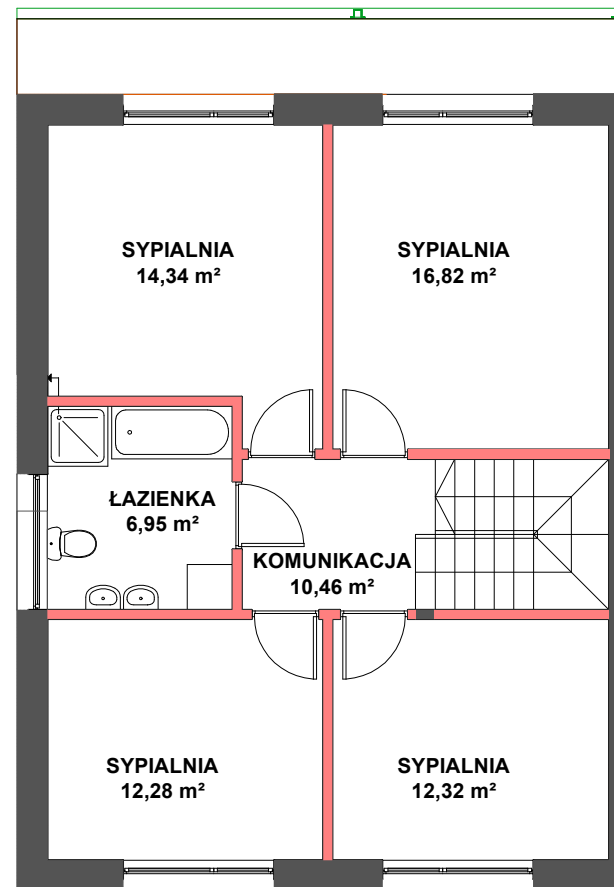 SYPIALNIA
14,34 m²
SYPIALNIA
16,82 m²
ŁAZIENKA
6,95 m²
KOMUNIKACJA
10,46 m²
SYPIALNIA
12,28 m²
SYPIALNIA
12,32 m²